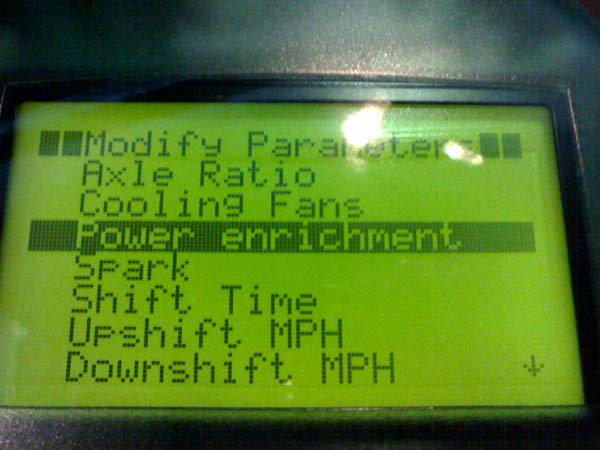 Modify Parameters
Axle Ratio
Cooling Fans
Power enrichment
Spark
Shift Time
Upshift MPH
Downshift MPH